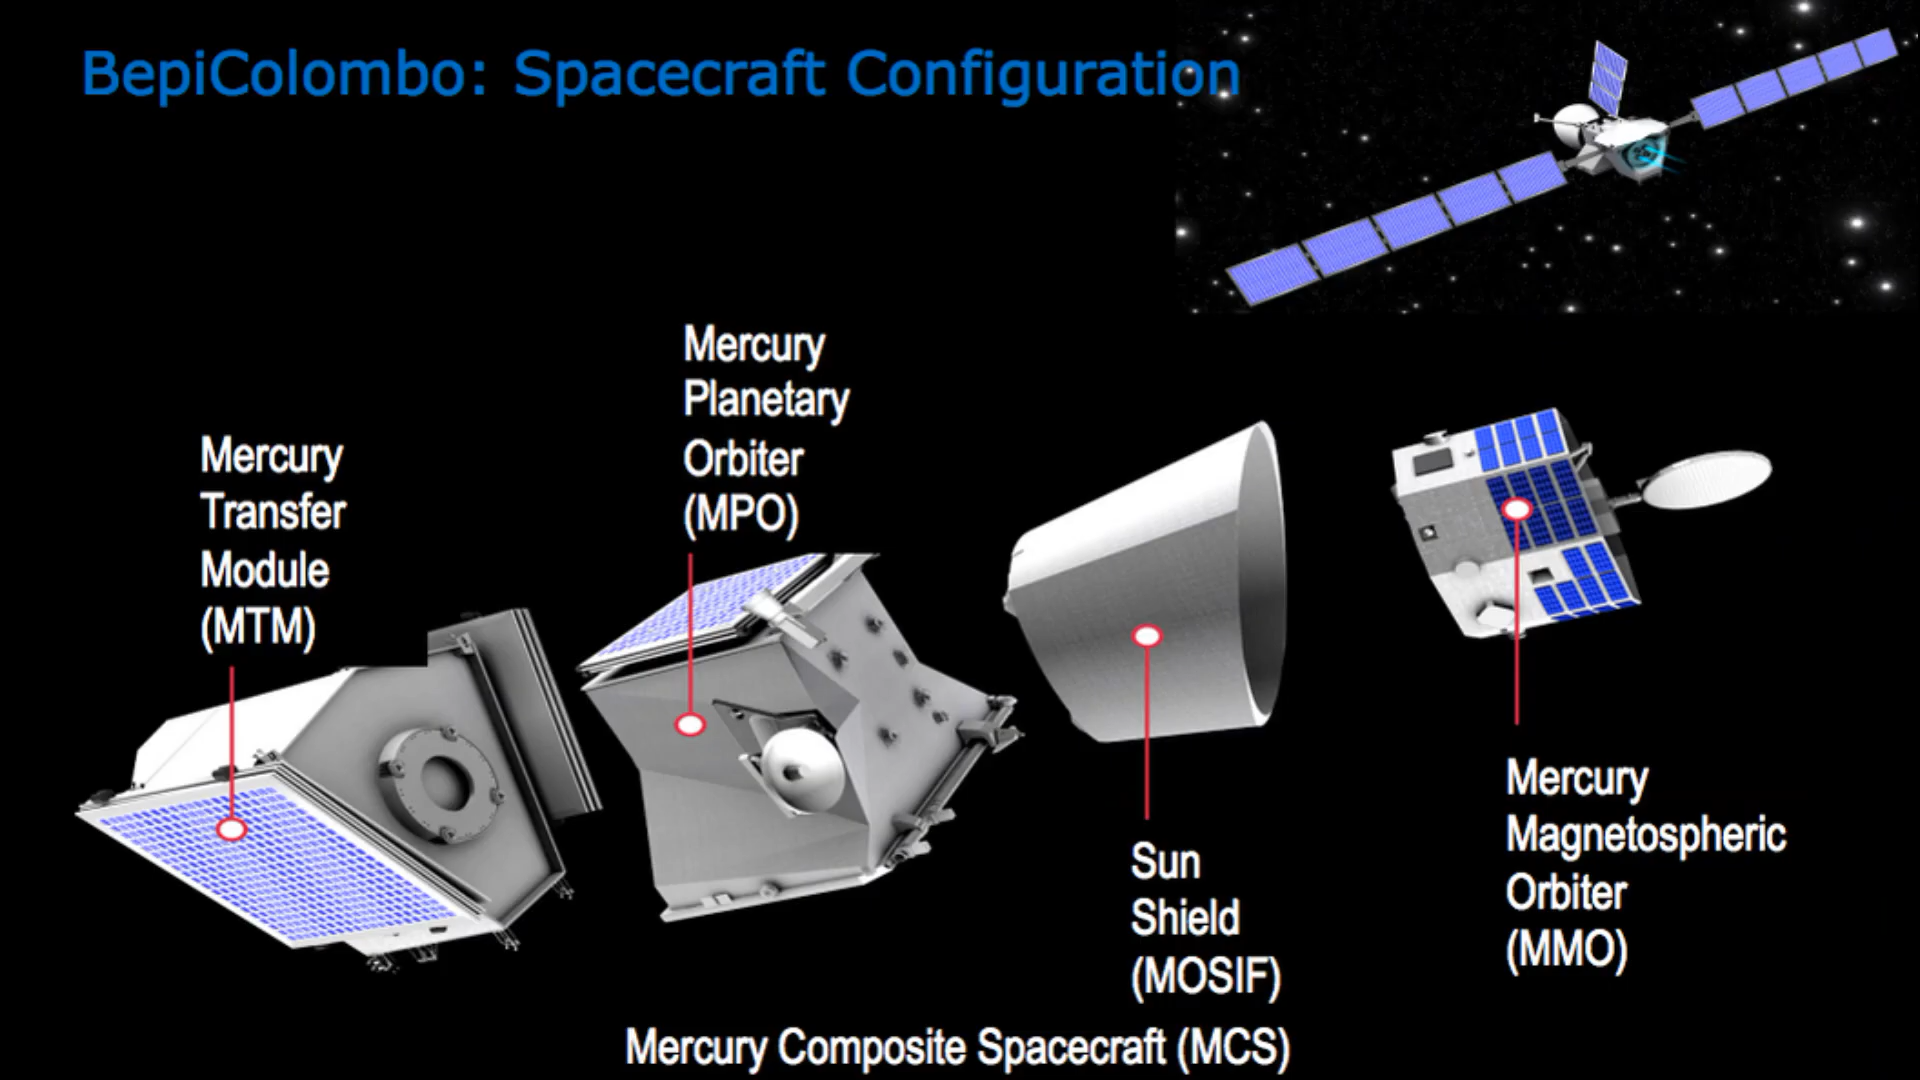 BepiColombo: Spacecraft Configuration
Mercury
Transfer
Module
(MTM)
Mercury
Planetary
Orbiter
(MPO)
Sun
Shield
(MOSIF)
Mercury
Magnetospheric
Orbiter
(MMO)
Mercury Composite Spacecraft (MCS)